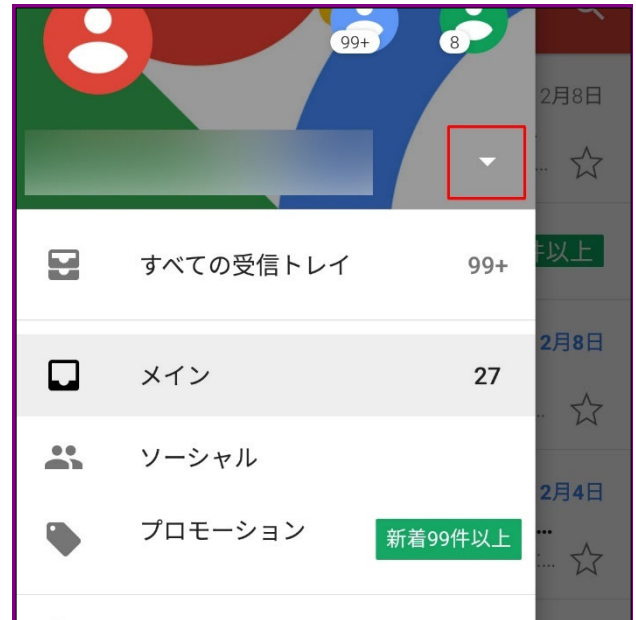 99+
8
2月8日
...
すべての受信トレイ
99+
件以上
メイン
27
2月8日
ソーシャル
2月4日
プロモーション
新着99件以上
...